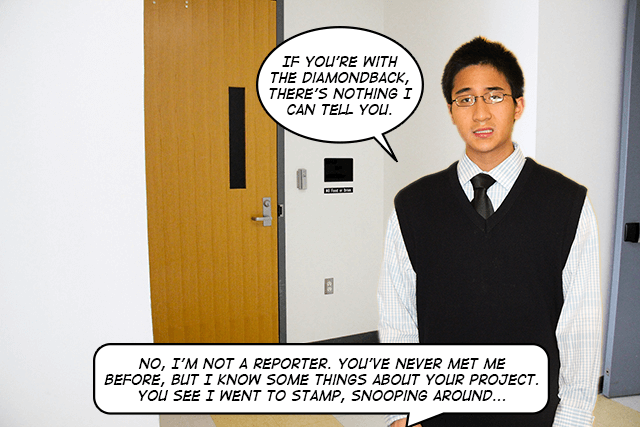 IF YOU'RE WITH
THE DIAMONDBACK,
THERE'S NOTHING I
CAN TELL YOU.
NO Food or Drink
NO, I'M NOT A REPORTER. YOU'VE NEVER MET ME
BEFORE, BUT I KNOW SOME THINGS ABOUT YOUR PROJECT.
YOU SEE I WENT TO STAMP, SNOOPING AROUND...